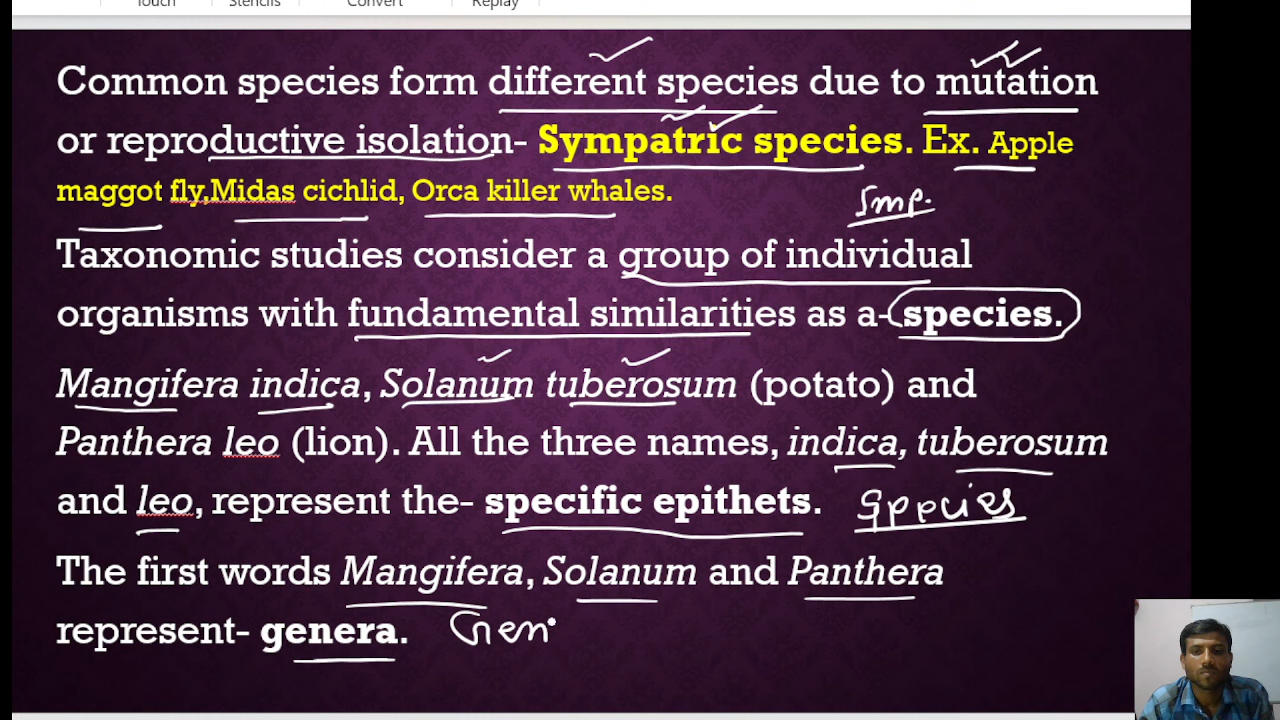 Touch Stencils Convert Replay
Common species form different species due to mutation
or reproductive isolation- Sympatric species. Ex. Apple
maggot fly,Midas cichlid, Orca killer whales.
Imp.
Taxonomic studies consider a group of individual
organisms with fundamental similarities as a- species.
Mangifera indica, Solanum tuberosum (potato) and
Panthera leo (lion). All the three names, indica, tuberosum
and leo, represent the- specific epithets. Sppcies
The first words Mangifera, Solanum and Panthera
represent- genera. Gen